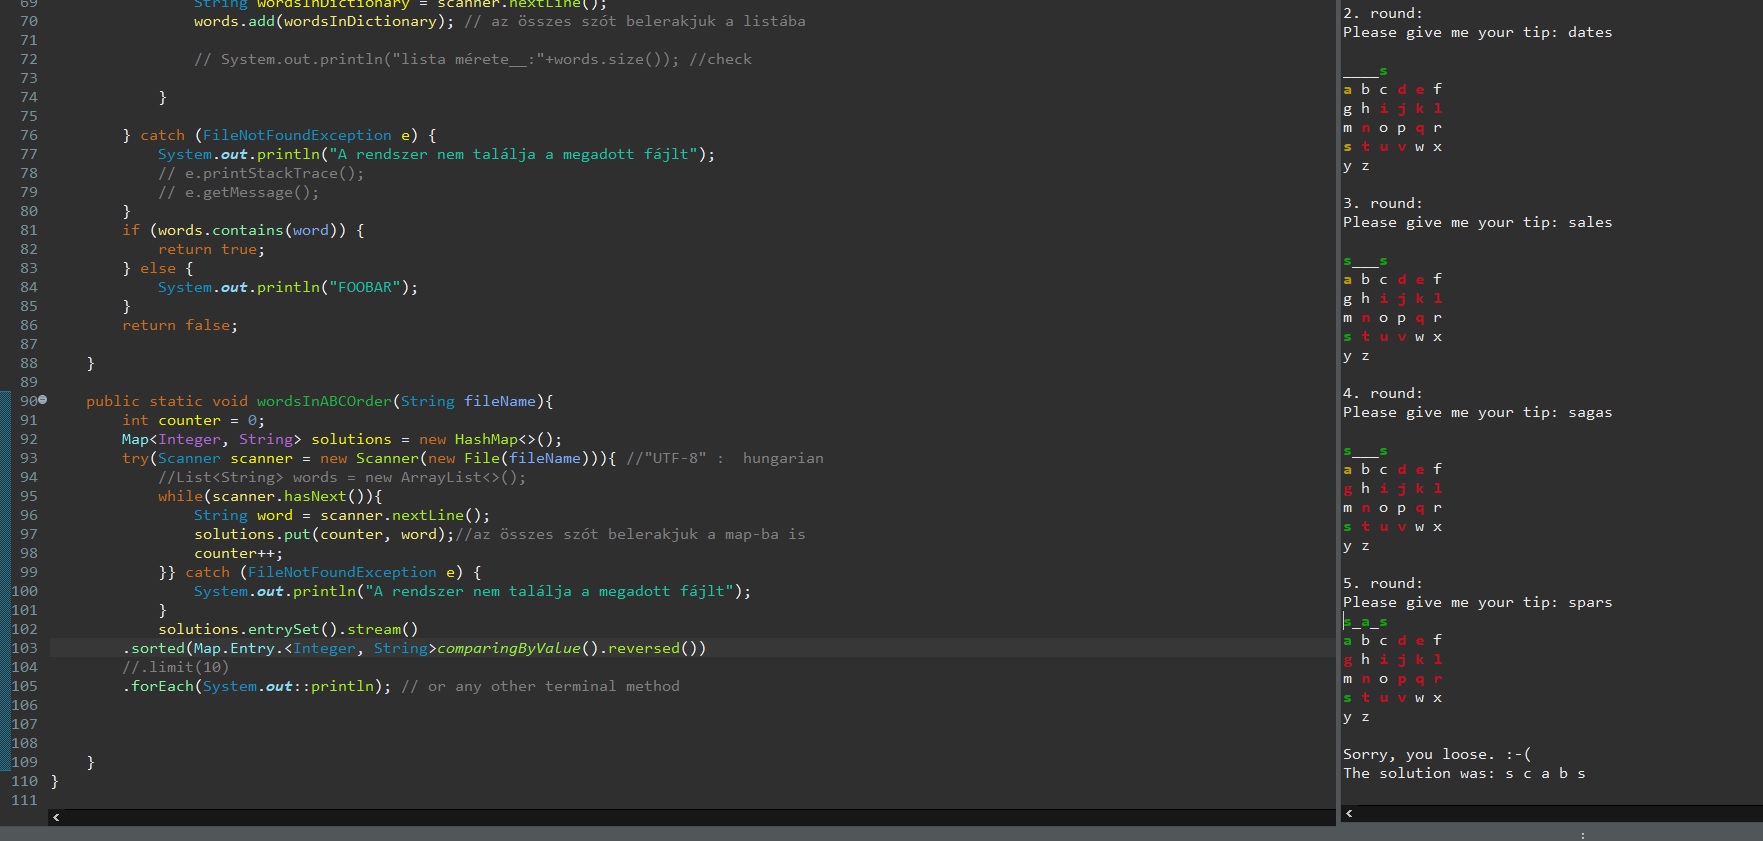 69 String wordsInDictionary = scanner.nextLine();
70 words.add(wordsInDictionary); // az összes szót belerakjuk a listába
71
72 // System.out.println("lista mérete__:"+words.size()); //check
73
74 }
75
76 } catch (FileNotFoundException e) {
77 System.out.println("A rendszer nem találja a megadott fájlt");
78 // e.printStackTrace();
79 // e.getMessage();
80 }
81 if (words.contains(word)) {
82 return true;
83 } else {
84 System.out.println("FOOBAR");
85 }
86 return false;
87
88 }
89
90 public static void wordsInABCOrder(String fileName){
91 int counter = 0;
92 Map<Integer, String> solutions = new HashMap<>();
93 try(Scanner scanner = new Scanner(new File(fileName))){ //"UTF-8" :  hungarian
94 //List<String> words = new ArrayList<>();
95 while(scanner.hasNext()){
96 String word = scanner.nextLine();
97 solutions.put(counter, word);//az összes szót belerakjuk a map-ba is
98 counter++;
99 }} catch (FileNotFoundException e) {
100 System.out.println("A rendszer nem találja a megadott fájlt");
101 }
102 solutions.entrySet().stream()
103 .sorted(Map.Entry.<Integer, String>comparingByValue().reversed())
104 //.limit(10)
105 .forEach(System.out::println); // or any other terminal method
106
107
108
109 }
110 }
111
2. round:
Please give me your tip: dates
____s
a b c d e f
g h i j k l
m n o p q r
s t u v w x
y z
3. round:
Please give me your tip: sales
s___s
a b c d e f
g h i j k l
m n o p q r
s t u v w x
y z
4. round:
Please give me your tip: sagas
s___s
a b c d e f
g h i j k l
m n o p q r
s t u v w x
y z
5. round:
Please give me your tip: spars
s_a_s
a b c d e f
g h i j k l
m n o p q r
s t u v w x
y z
Sorry, you loose. :-(
The solution was: s c a b s